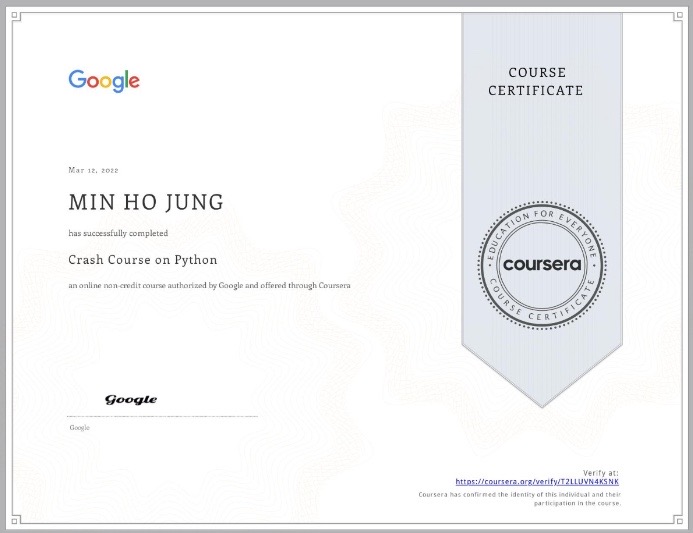 Google
COURSE
CERTIFICATE
Mar 12, 2022
MIN HO JUNG
has successfully completed
Crash Course on Python
an online non-credit course authorized by Google and offered through Coursera
EDUCATION FOR EVERYONE
coursera
COURSE CERTIFICATE
Google
Google
Verify at:
https://coursera.org/verify/T2LLUVN4KSNK
Coursera has confirmed the identity of this individual and their
participation in the course.